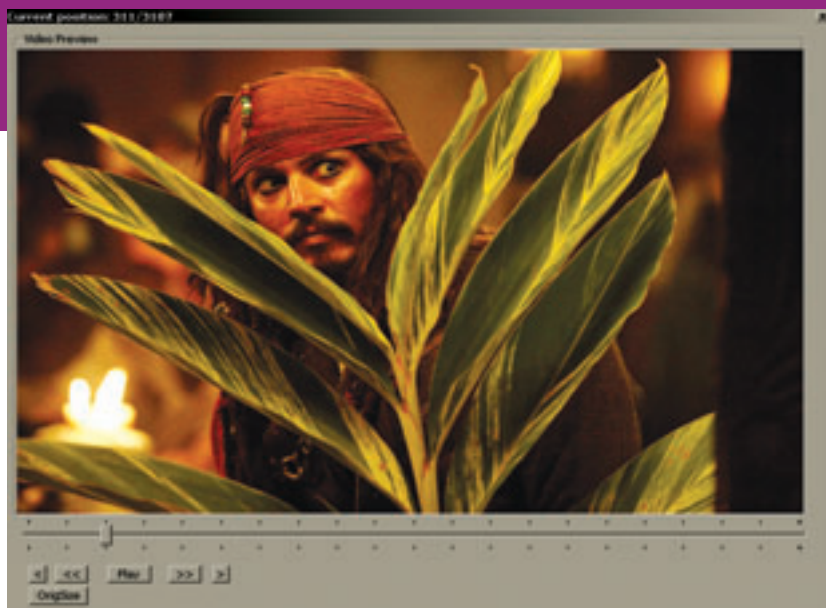 Current position: 311/3107
Video Preview
< << Play >> >
OrigSize